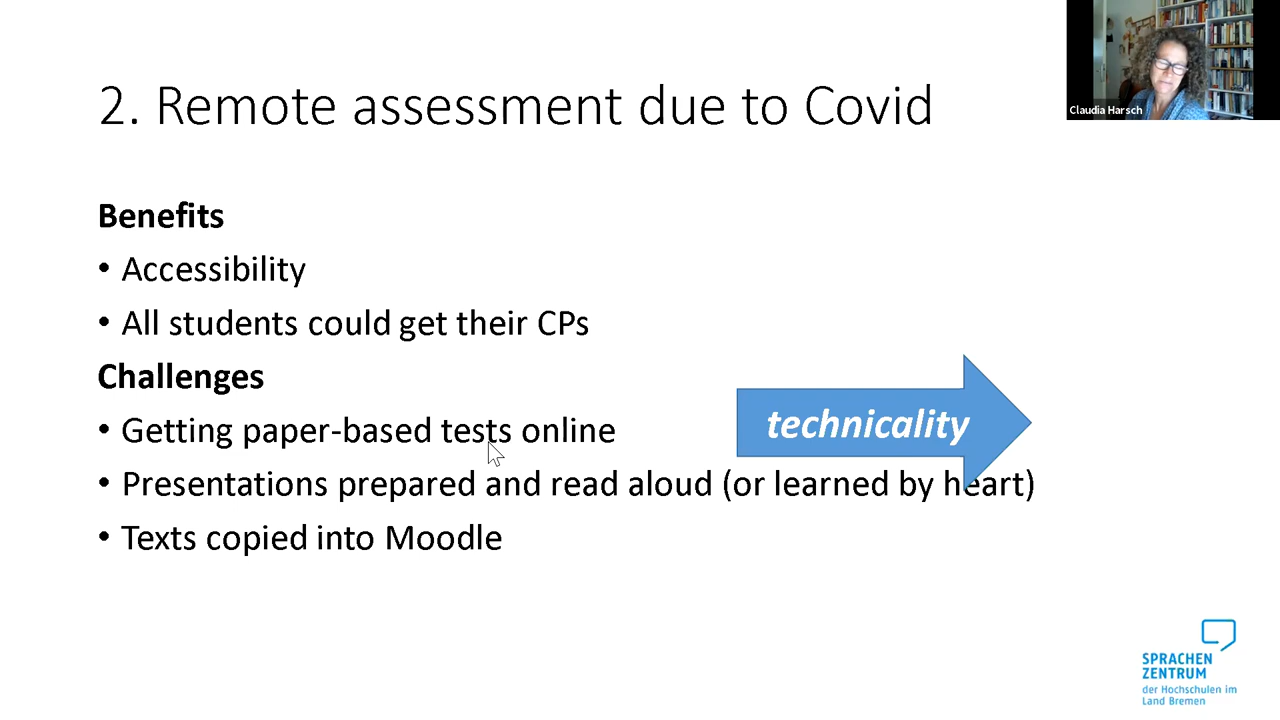 2. Remote assessment due to Covid
Claudia Harsch
Benefits
• Accessibility
• All students could get their CPs
Challenges
• Getting paper-based tests online
technicality
• Presentations prepared and read aloud (or learned by heart)
• Texts copied into Moodle
SPRACHEN
ZENTRUM
der Hochschulen im
Land Bremen